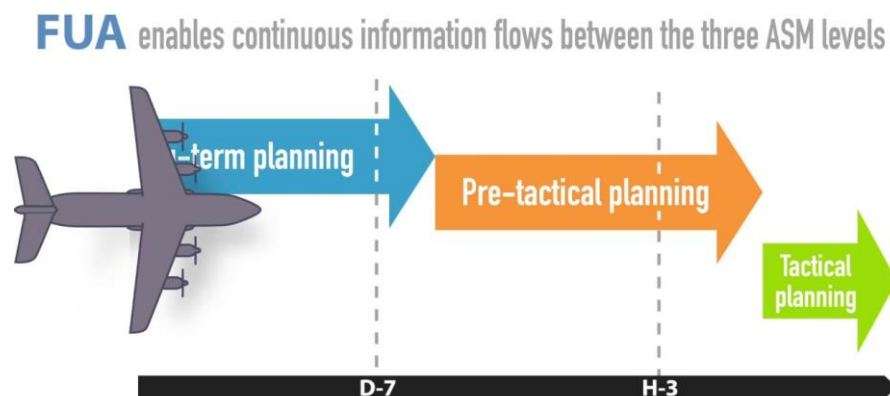 FUA enables continuous information flows between the three ASM levels
-term planning
Pre-tactical planning
Tactical
planning
D-7
H-3